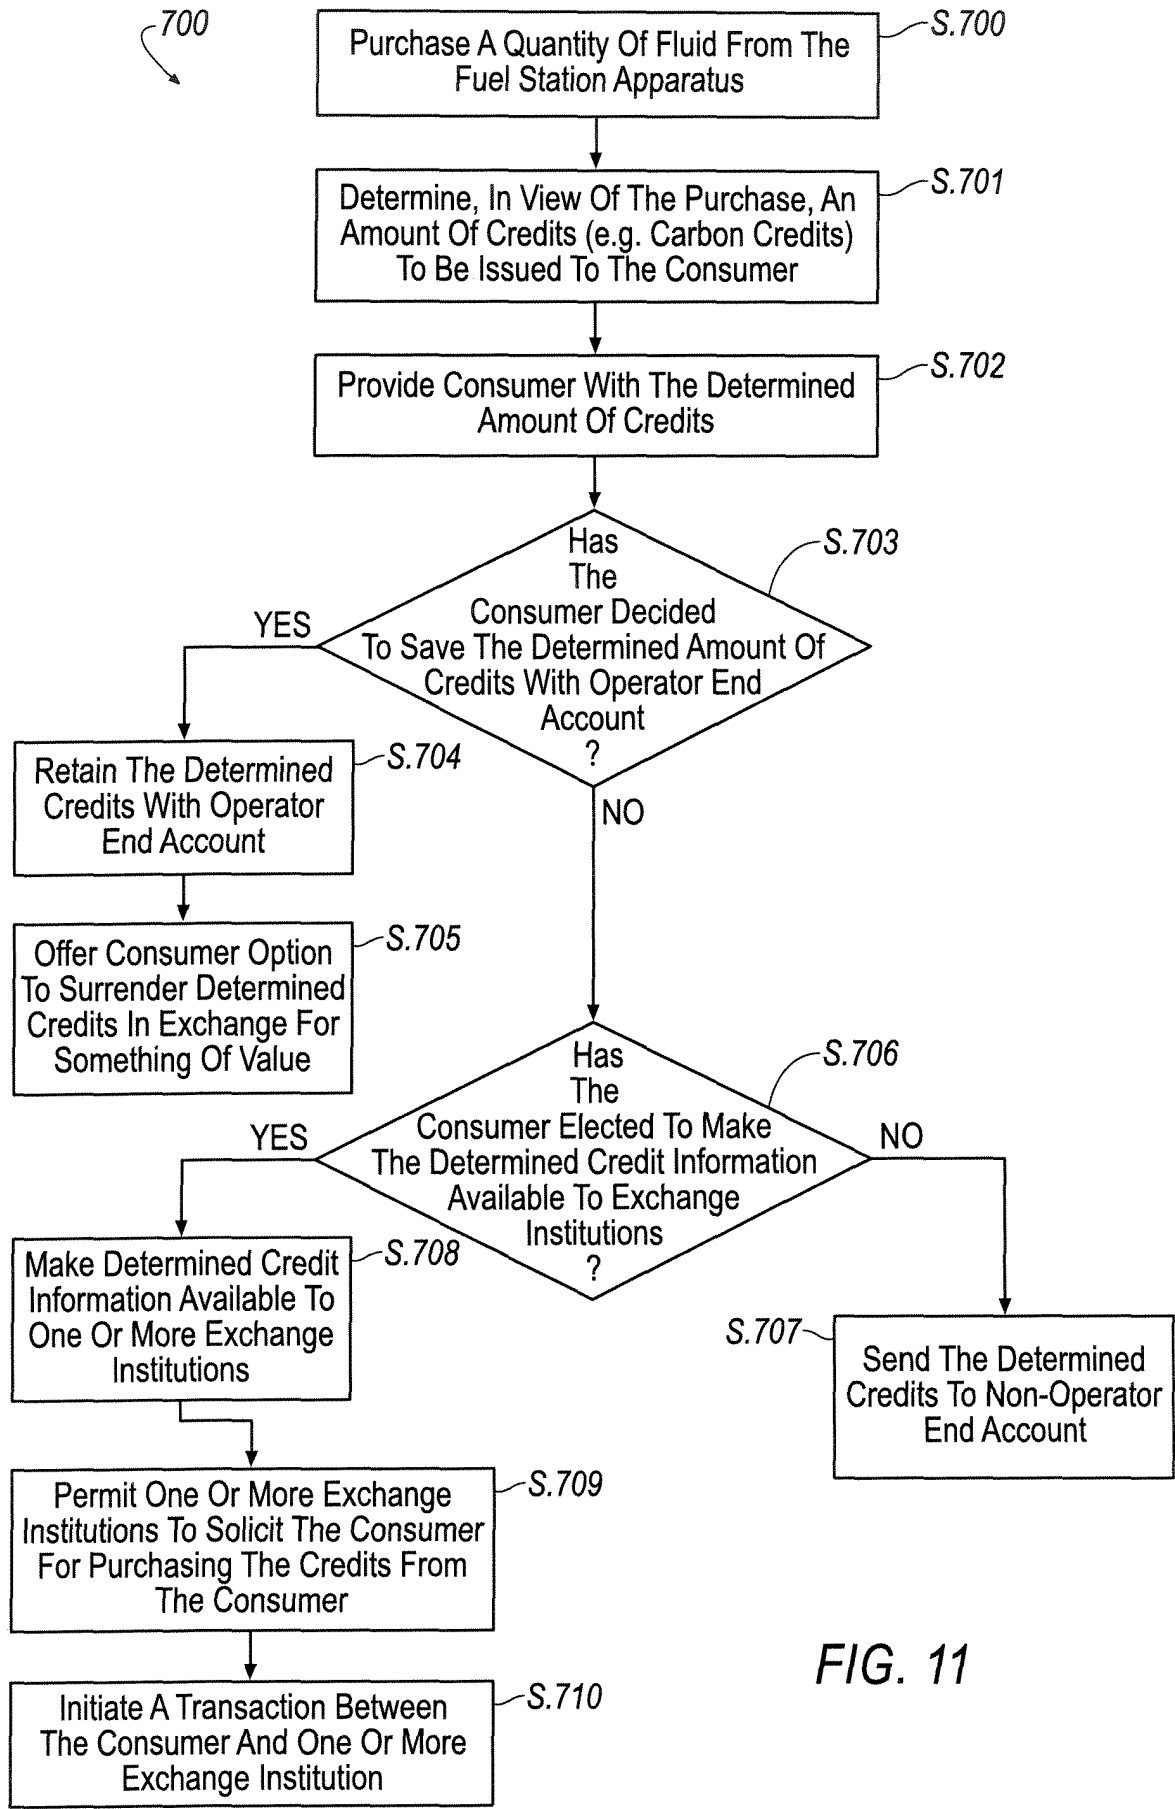 700
Purchase A Quantity Of Fluid From The
Fuel Station Apparatus
S.700
Determine, In View Of The Purchase, An
Amount Of Credits (e.g. Carbon Credits)
To Be Issued To The Consumer
S.701
Provide Consumer With The Determined
Amount Of Credits
S.702
Has
The
Consumer Decided
To Save The Determined Amount Of
Credits With Operator End
Account
?
S.703
YES
NO
Retain The Determined
Credits With Operator
End Account
S.704
Offer Consumer Option
To Surrender Determined
Credits In Exchange For
Something Of Value
S.705
Has
The
Consumer Elected To Make
The Determined Credit Information
Available To Exchange
Institutions
?
S.706
YES
NO
Make Determined Credit
Information Available To
One Or More Exchange
Institutions
S.708
S.707
Send The Determined
Credits To Non-Operator
End Account
Permit One Or More Exchange
Institutions To Solicit The Consumer
For Purchasing The Credits From
The Consumer
S.709
Initiate A Transaction Between
The Consumer And One Or More
Exchange Institution
S.710
FIG. 11